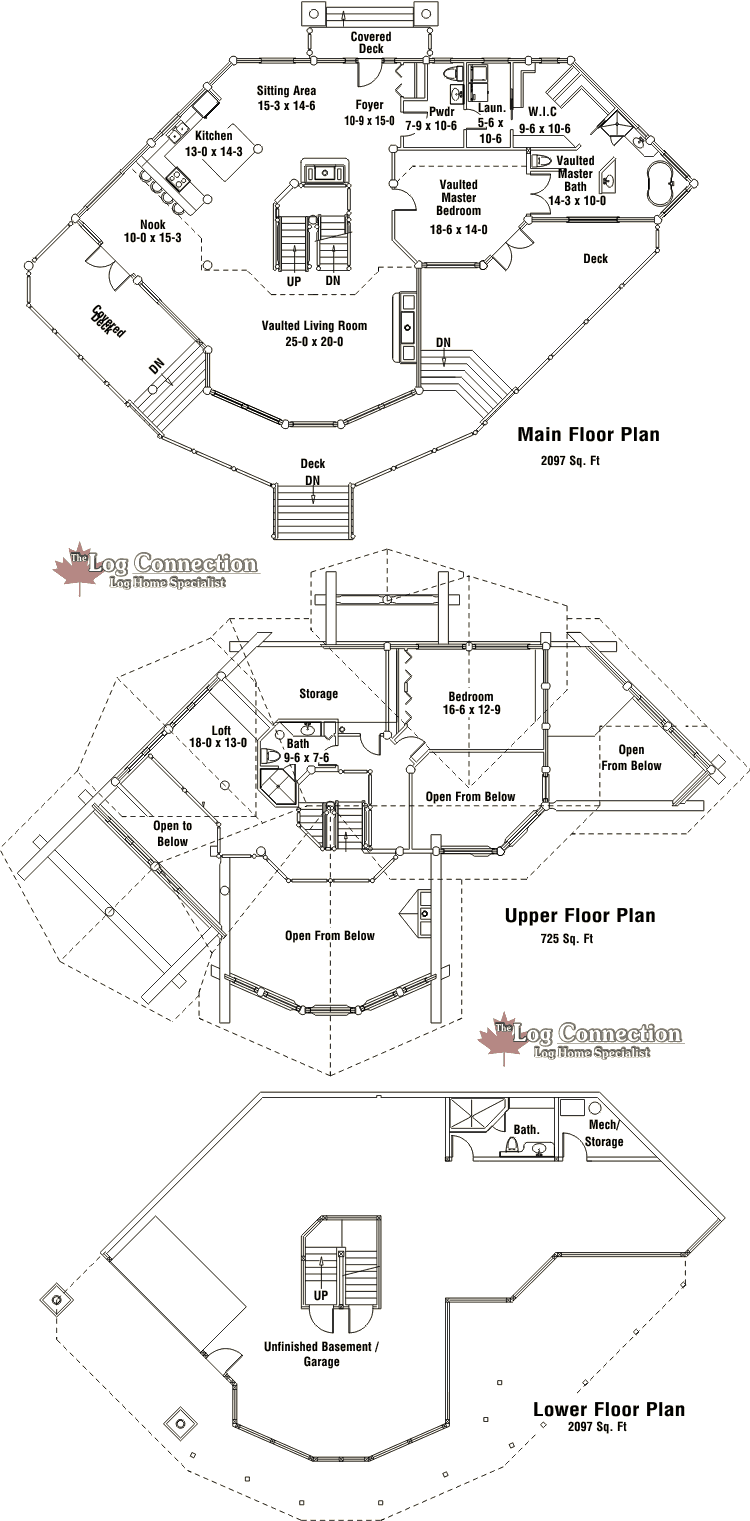 Covered
Deck
Sitting Area
15-3 x 14-6
Foyer
10-9 x 15-0
Pwdr
7-9 x 10-6
Laun.
5-6 x
10-6
W.I.C
9-6 x 10-6
Kitchen
13-0 x 14-3
Vaulted
Master
Bath
14-3 x 10-0
Vaulted
Master
Bedroom
18-6 x 14-0
Nook
10-0 x 15-3
UP
DN
Deck
Covered
Deck
DN
Vaulted Living Room
25-0 x 20-0
DN
Main Floor Plan
2097 Sq. Ft
Deck
DN
The Log Connection
Log Home Specialist
Storage
Bedroom
16-6 x 12-9
Loft
18-0 x 13-0
Bath
9-6 x 7-6
Open
From Below
Open From Below
Open to
Below
Open From Below
Upper Floor Plan
725 Sq. Ft
The Log Connection
Log Home Specialist
Bath.
Mech/
Storage
UP
Unfinished Basement /
Garage
Lower Floor Plan
2097 Sq. Ft